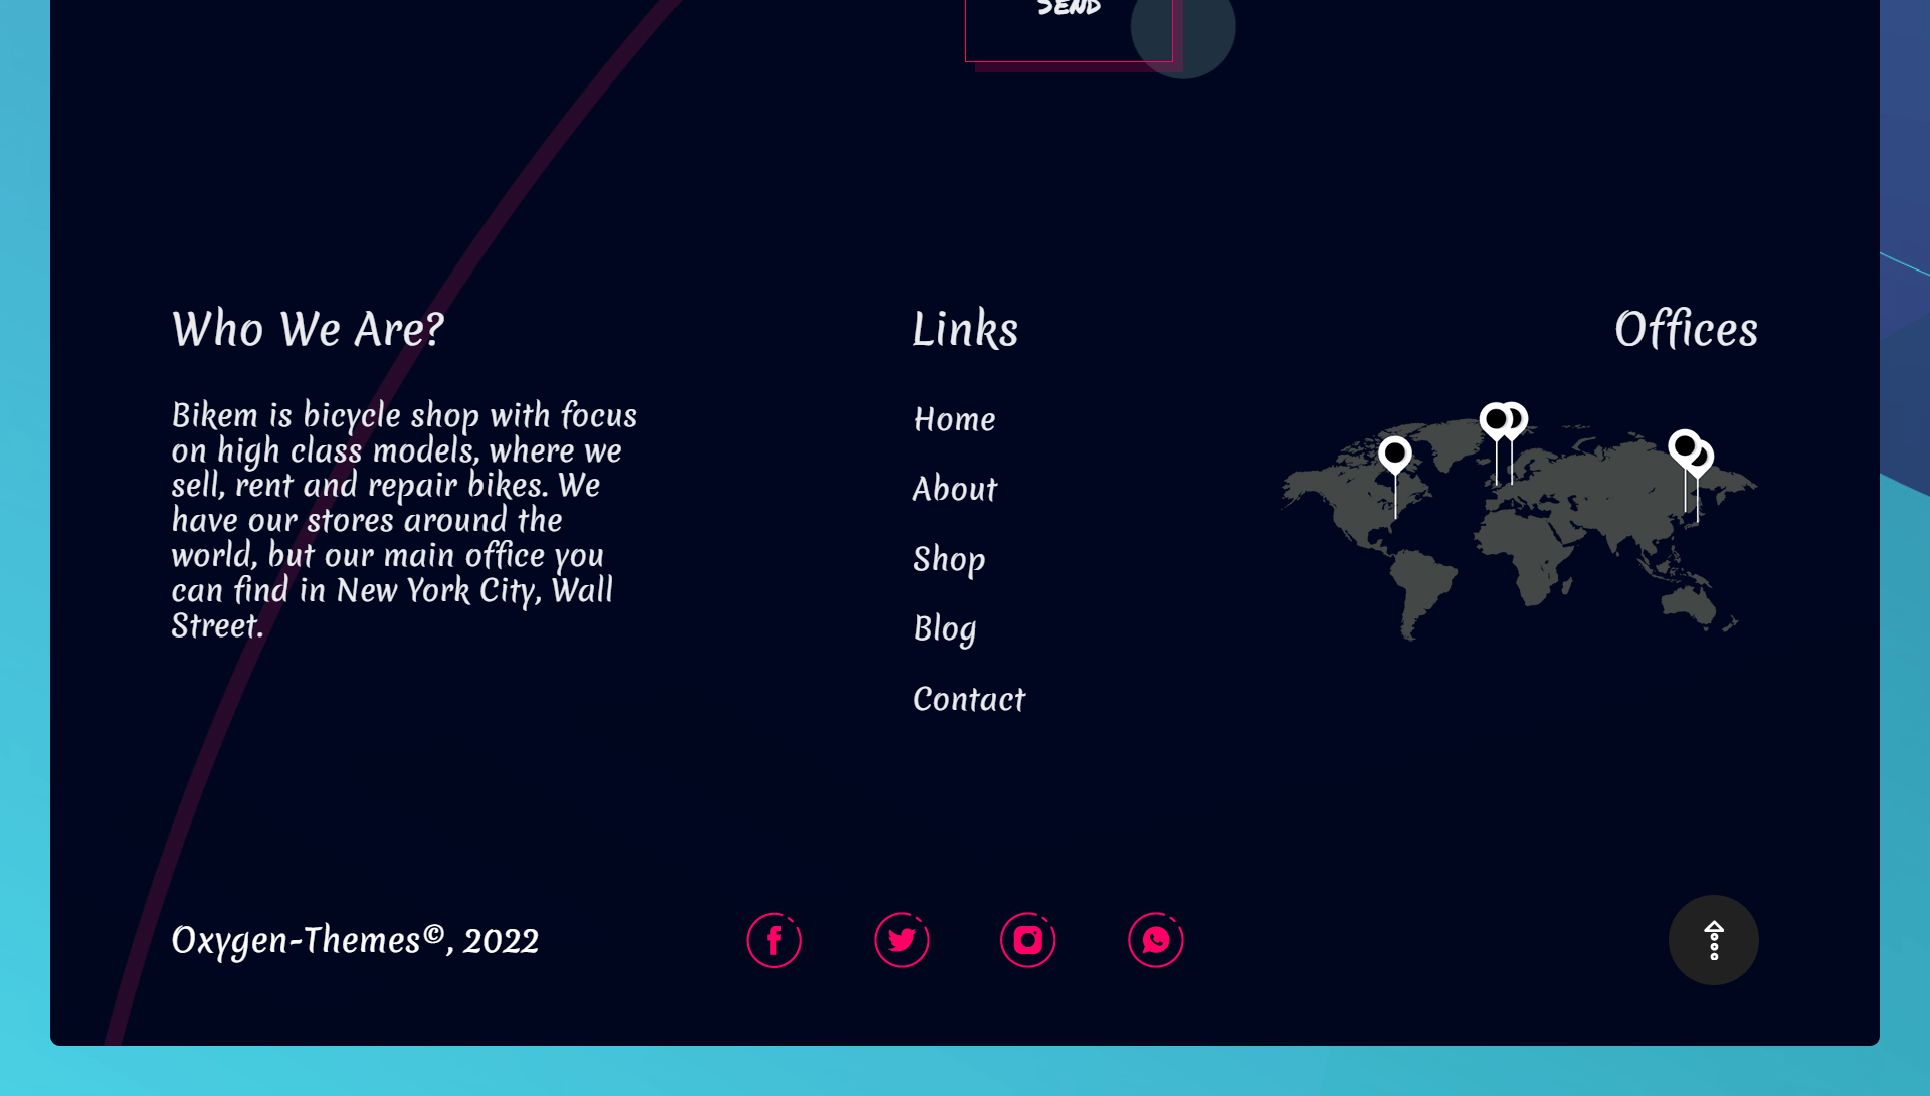 SEND
Who We Are?
Bikem is bicycle shop with focus
on high class models, where we
sell, rent and repair bikes. We
have our stores around the
world, but our main office you
can find in New York City, Wall
Street.
Links
Home
About
Shop
Blog
Contact
Offices
Oxygen-Themes©, 2022